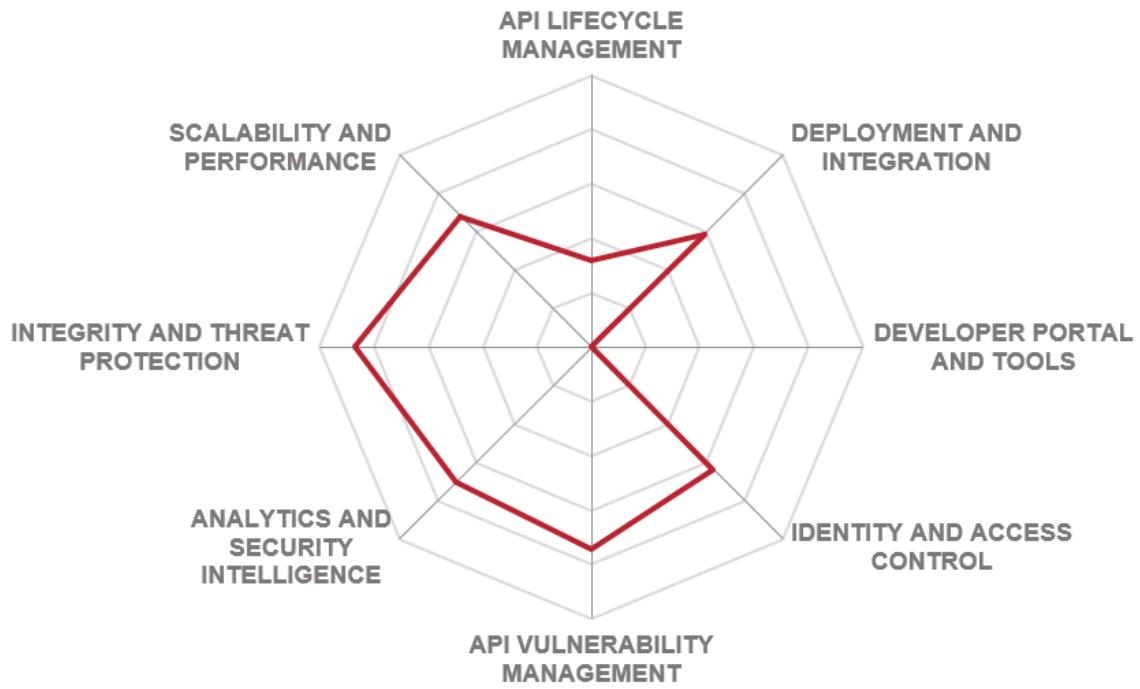 API LIFECYCLE
MANAGEMENT
DEPLOYMENT AND
INTEGRATION
DEVELOPER PORTAL
AND TOOLS
IDENTITY AND ACCESS
CONTROL
API VULNERABILITY
MANAGEMENT
ANALYTICS AND
SECURITY
INTELLIGENCE
INTEGRITY AND THREAT
PROTECTION
SCALABILITY AND
PERFORMANCE